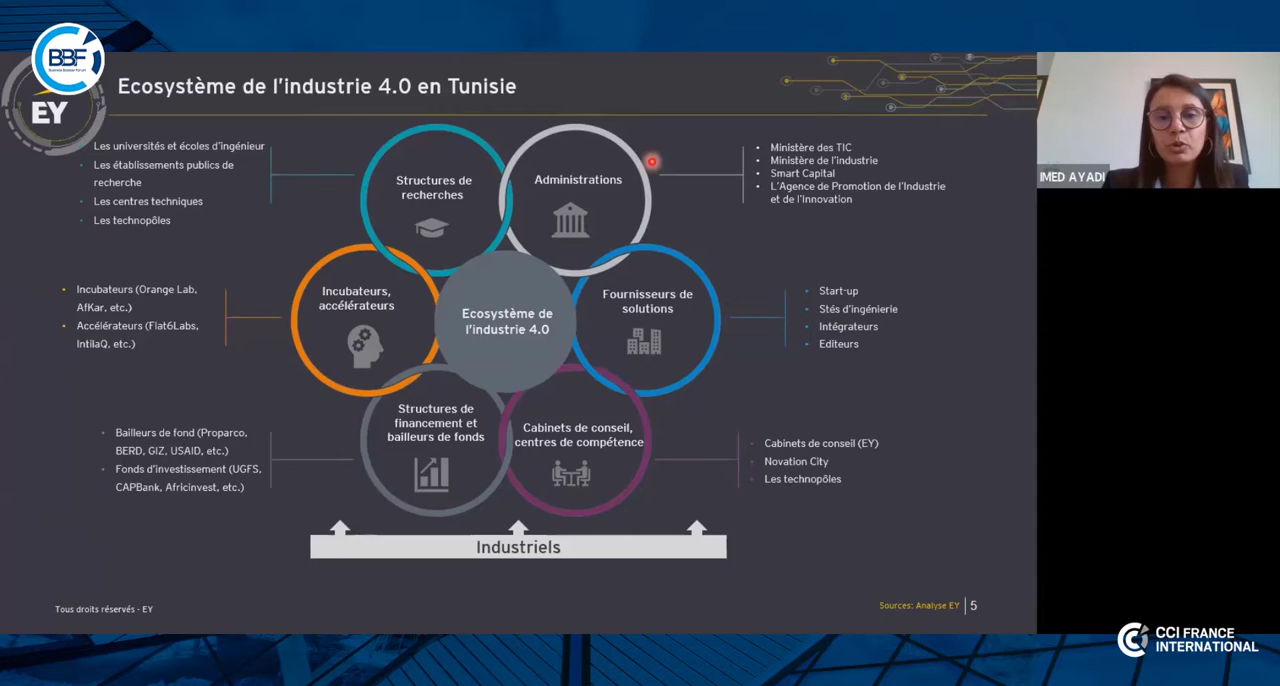 BBF
EY
Ecosystème de l'industrie 4.0 en Tunisie
Les universités et écoles d'ingénieur
Les établissements publics de
recherche
Les centres techniques
Les technopôles
Structures de
recherches
Administrations
Ministère des TIC
Ministère de l'industrie
Smart Capital
L'Agence de Promotion de l'Industrie
et de l'Innovation
IMED AYADI
Incubateurs (Orange Lab,
AfKar, etc.)
Accélérateurs (Flat6Labs,
IntilaQ, etc.)
Incubateurs,
accélérateurs
Ecosystème de
l'industrie 4.0
Fournisseurs de
solutions
Start-up
Stés d'ingénierie
Intégrateurs
Editeurs
Bailleurs de fond (Proparco,
BERD, GIZ, USAID, etc.)
Fonds d'investissement (UGFS,
CAPBank, Africinvest, etc.)
Structures de
financement et
bailleurs de fonds
Cabinets de conseil,
centres de compétence
Cabinets de conseil (EY)
Novation City
Les technopôles
Industriels
Tous droits réservés - EY
Sources: Analyse EY
5
CCI FRANCE
INTERNATIONAL